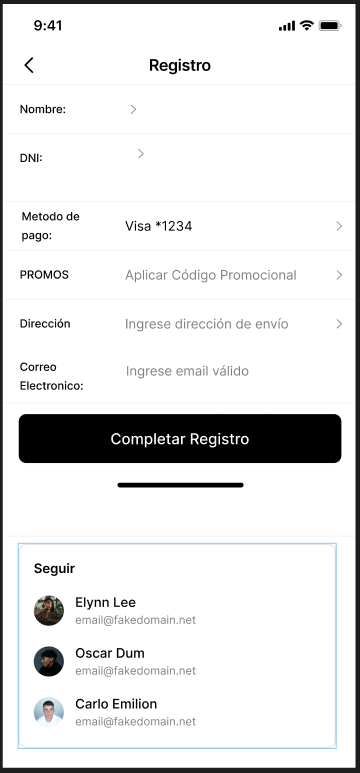 9:41
Registro
Nombre:
DNI:
Metodo de
pago:
Visa *1234
PROMOS
Aplicar Código Promocional
Dirección
Ingrese dirección de envío
Correo
Electronico:
Ingrese email válido
Completar Registro
Seguir
Elynn Lee
email@fakedomain.net
Oscar Dum
email@fakedomain.net
Carlo Emilion
email@fakedomain.net